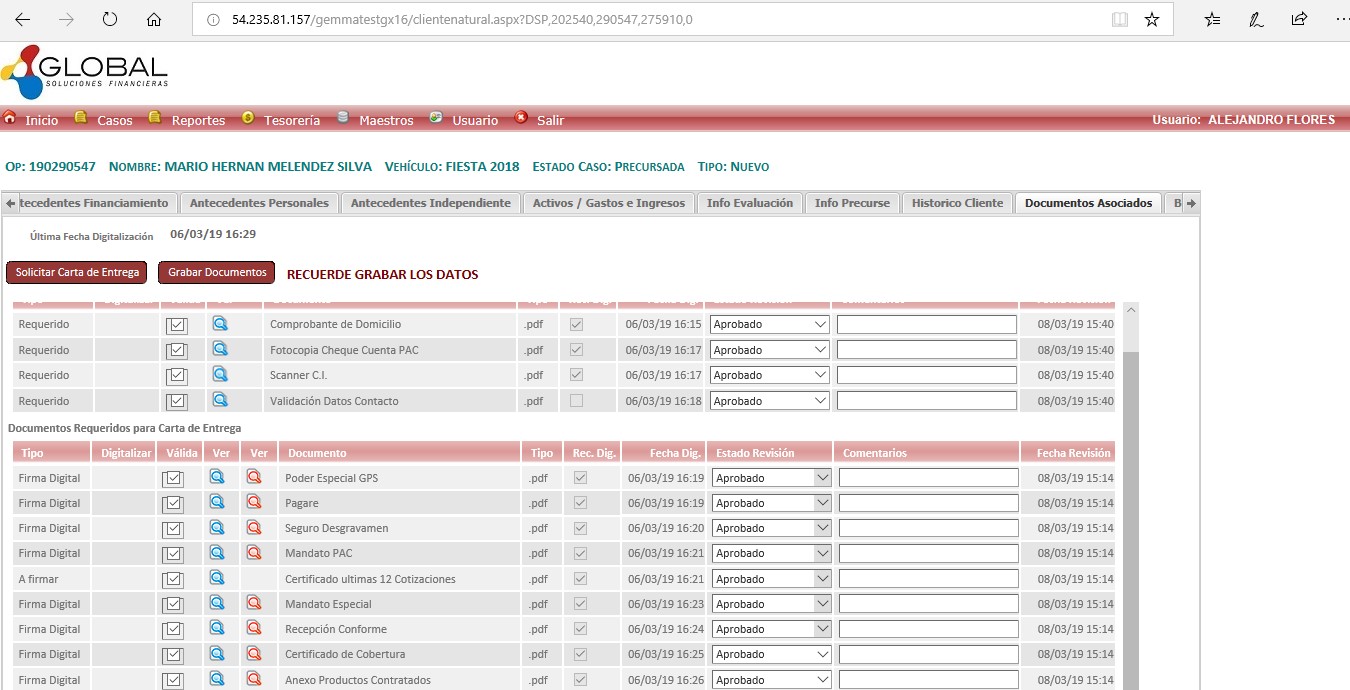 54.235.81.157/gemmatestgx16/clientenatural.aspx?DSP,202540,290547,275910,0
GLOBAL
SOLUCIONES FINANCIERAS
Inicio Casos Reportes Tesorería Maestros Usuario Salir Usuario: ALEJANDRO FLORES
OP: 190290547 NOMBRE: MARIO HERNAN MELENDEZ SILVA VEHÍCULO: FIESTA 2018 ESTADO CASO: PRECURSADA TIPO: NUEVO
tecedentes Financiamiento Antecedentes Personales Antecedentes Independiente Activos / Gastos e Ingresos Info Evaluación Info Precurse Historico Cliente Documentos Asociados B
Última Fecha Digitalización 06/03/19 16:29
Solicitar Carta de Entrega Grabar Documentos RECUERDE GRABAR LOS DATOS
Requerido Comprobante de Domicilio .pdf 06/03/19 16:15 Aprobado 08/03/19 15:40
Requerido Fotocopia Cheque Cuenta PAC .pdf 06/03/19 16:17 Aprobado 08/03/19 15:40
Requerido Scanner C.I. .pdf 06/03/19 16:17 Aprobado 08/03/19 15:40
Requerido Validación Datos Contacto .pdf 06/03/19 16:18 Aprobado 08/03/19 15:40
Documentos Requeridos para Carta de Entrega
Tipo Digitalizar Válida Ver Ver Documento Tipo Rec. Dig. Fecha Dig. Estado Revisión Comentarios Fecha Revisión
Firma Digital Poder Especial GPS .pdf 06/03/19 16:19 Aprobado 08/03/19 15:14
Firma Digital Pagare .pdf 06/03/19 16:19 Aprobado 08/03/19 15:14
Firma Digital Seguro Desgravamen .pdf 06/03/19 16:20 Aprobado 08/03/19 15:14
Firma Digital Mandato PAC .pdf 06/03/19 16:21 Aprobado 08/03/19 15:14
A firmar Certificado ultimas 12 Cotizaciones .pdf 06/03/19 16:21 Aprobado 08/03/19 15:14
Firma Digital Mandato Especial .pdf 06/03/19 16:23 Aprobado 08/03/19 15:14
Firma Digital Recepción Conforme .pdf 06/03/19 16:24 Aprobado 08/03/19 15:14
Firma Digital Certificado de Cobertura .pdf 06/03/19 16:25 Aprobado 08/03/19 15:14
Firma Digital Anexo Productos Contratados .pdf 06/03/19 16:26 Aprobado 08/03/19 15:14